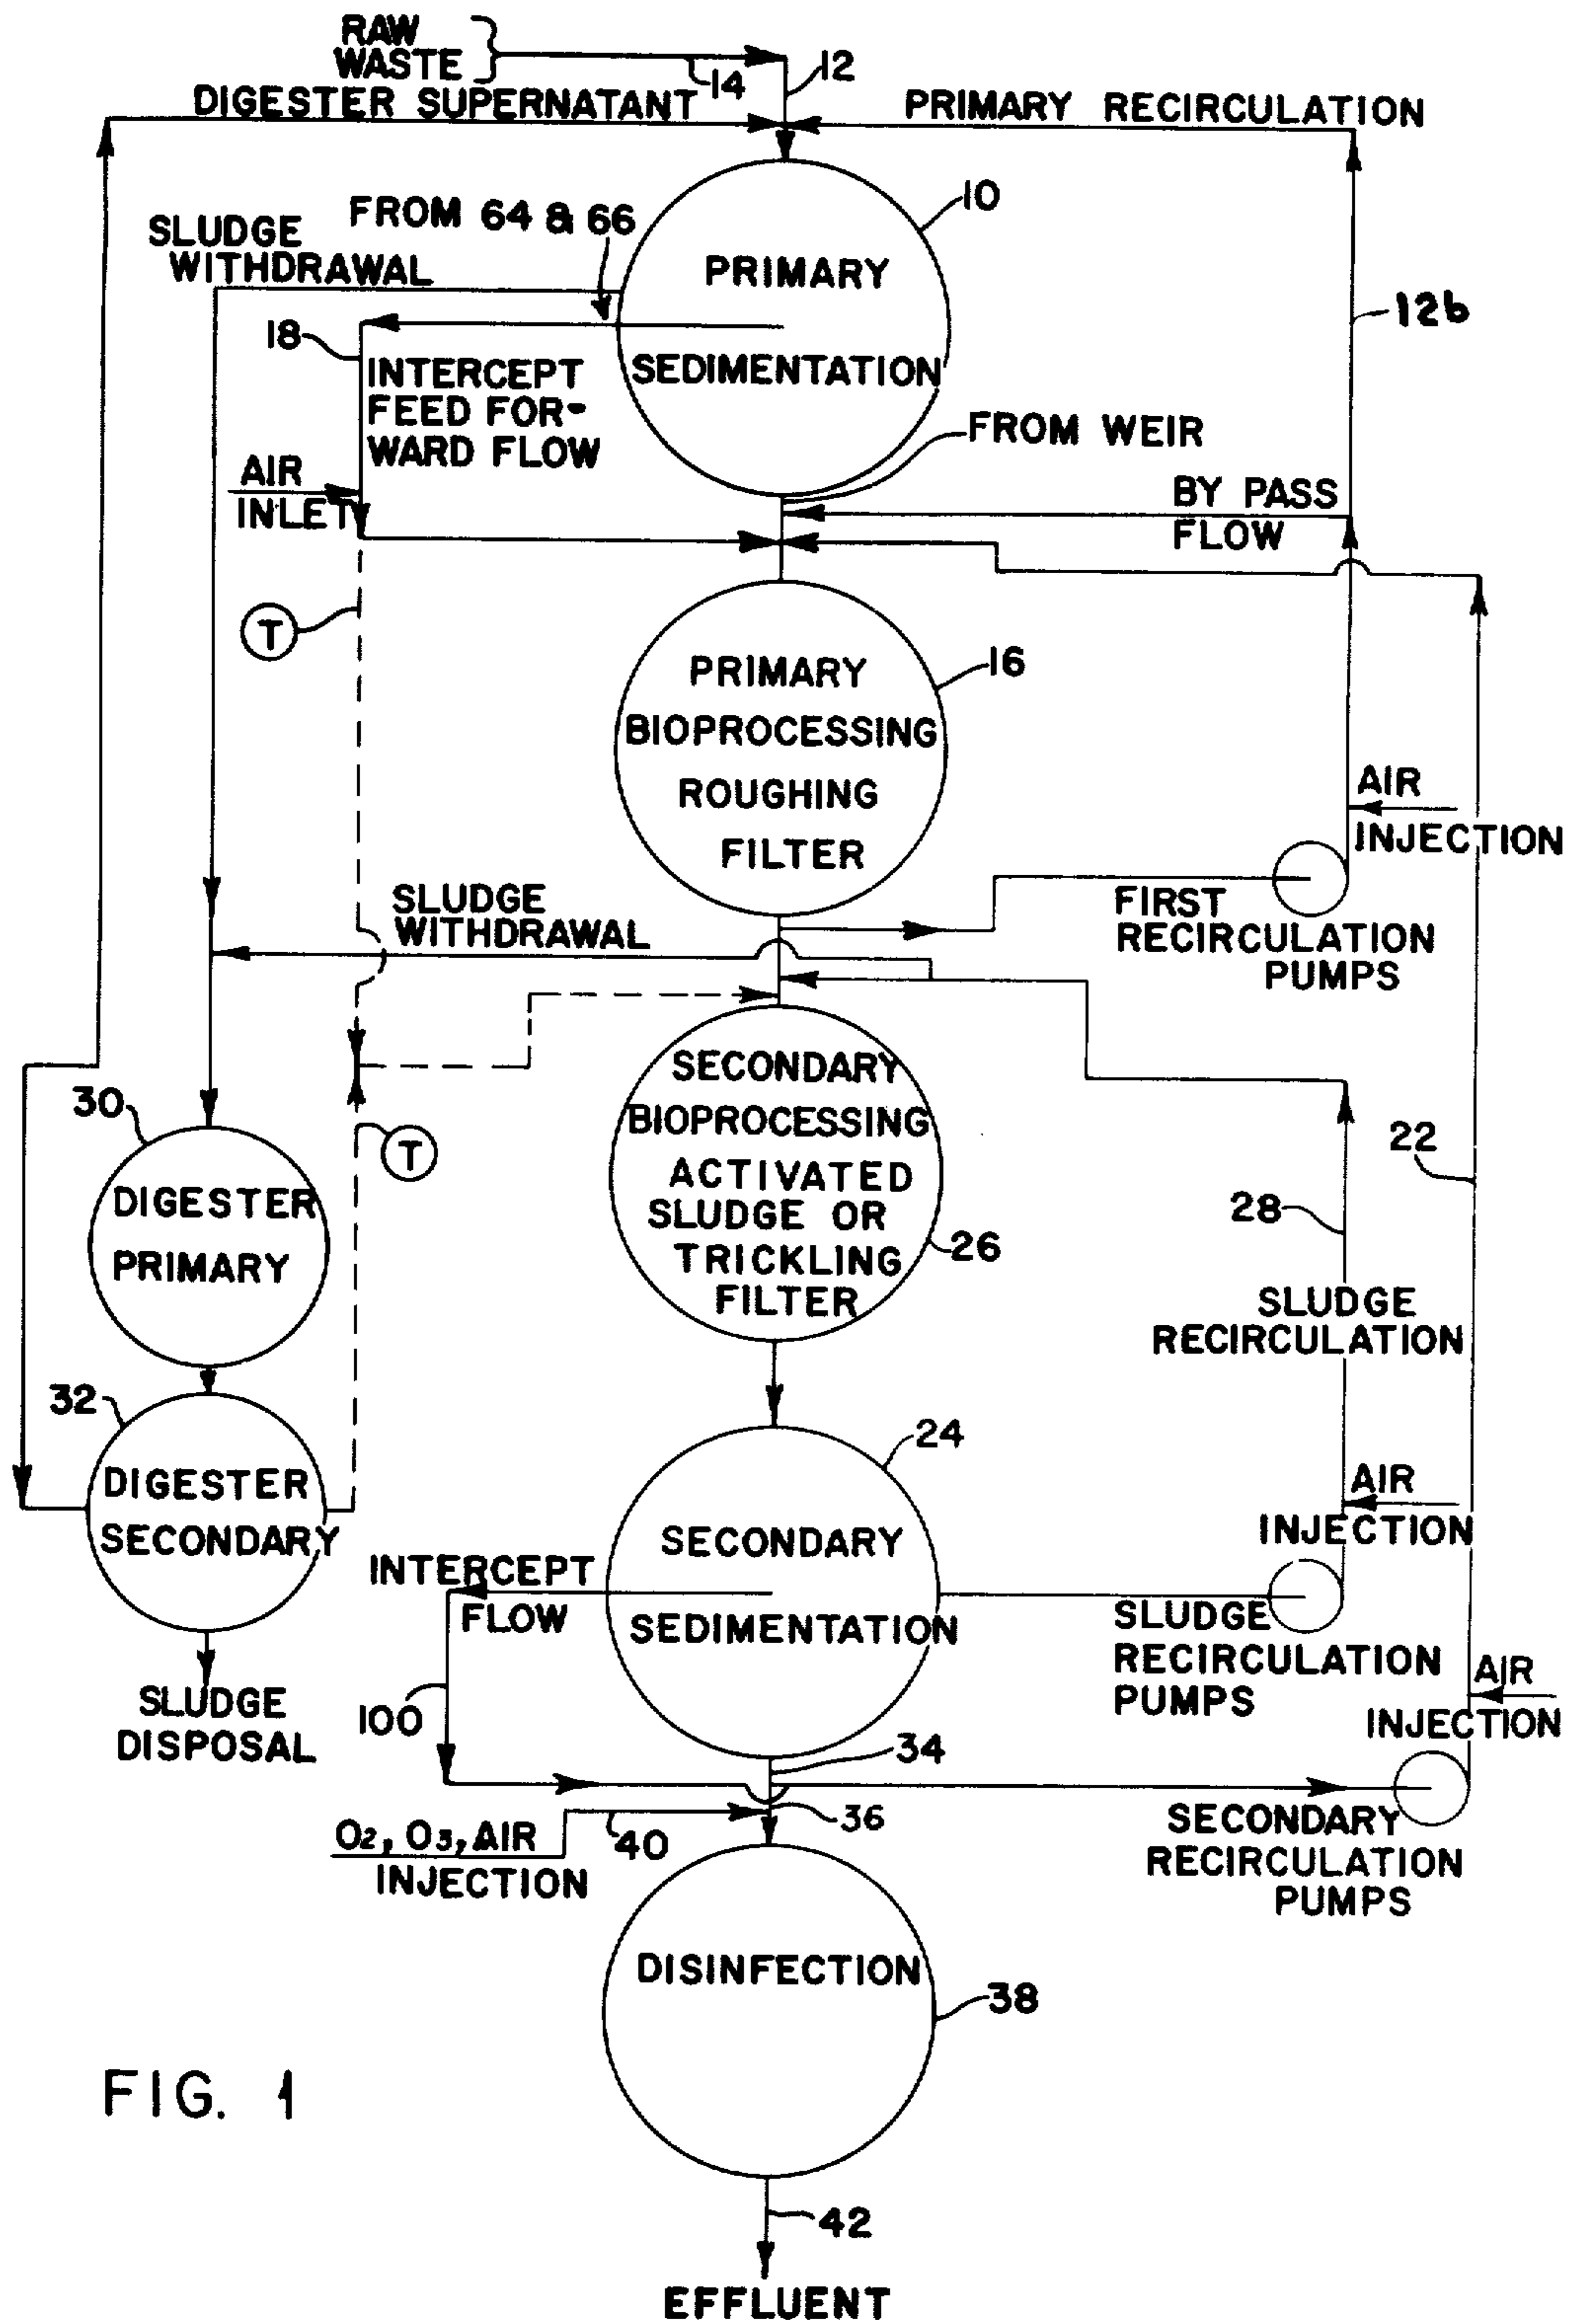 RAW
WASTE
14
12
DIGESTER SUPERNATANT
PRIMARY RECIRCULATION
10
FROM 64 & 66
SLUDGE
WITHDRAWAL
PRIMARY
SEDIMENTATION
12b
18
INTERCEPT
FEED FOR-
WARD FLOW
FROM WEIR
AIR
INLET
BY PASS
FLOW
T
16
PRIMARY
BIOPROCESSING
ROUGHING
FILTER
AIR
INJECTION
FIRST
RECIRCULATION
PUMPS
SLUDGE
WITHDRAWAL
SECONDARY
BIOPROCESSING
ACTIVATED
SLUDGE OR
TRICKLING
FILTER
26
30
T
22
28
DIGESTER
PRIMARY
SLUDGE
RECIRCULATION
32
24
DIGESTER
SECONDARY
AIR
INJECTION
SECONDARY
SEDIMENTATION
INTERCEPT
FLOW
SLUDGE
RECIRCULATION
PUMPS
AIR
INJECTION
SLUDGE
DISPOSAL
100
34
36
O2, O3, AIR
INJECTION
40
SECONDARY
RECIRCULATION
PUMPS
DISINFECTION
38
FIG. 1
42
EFFLUENT